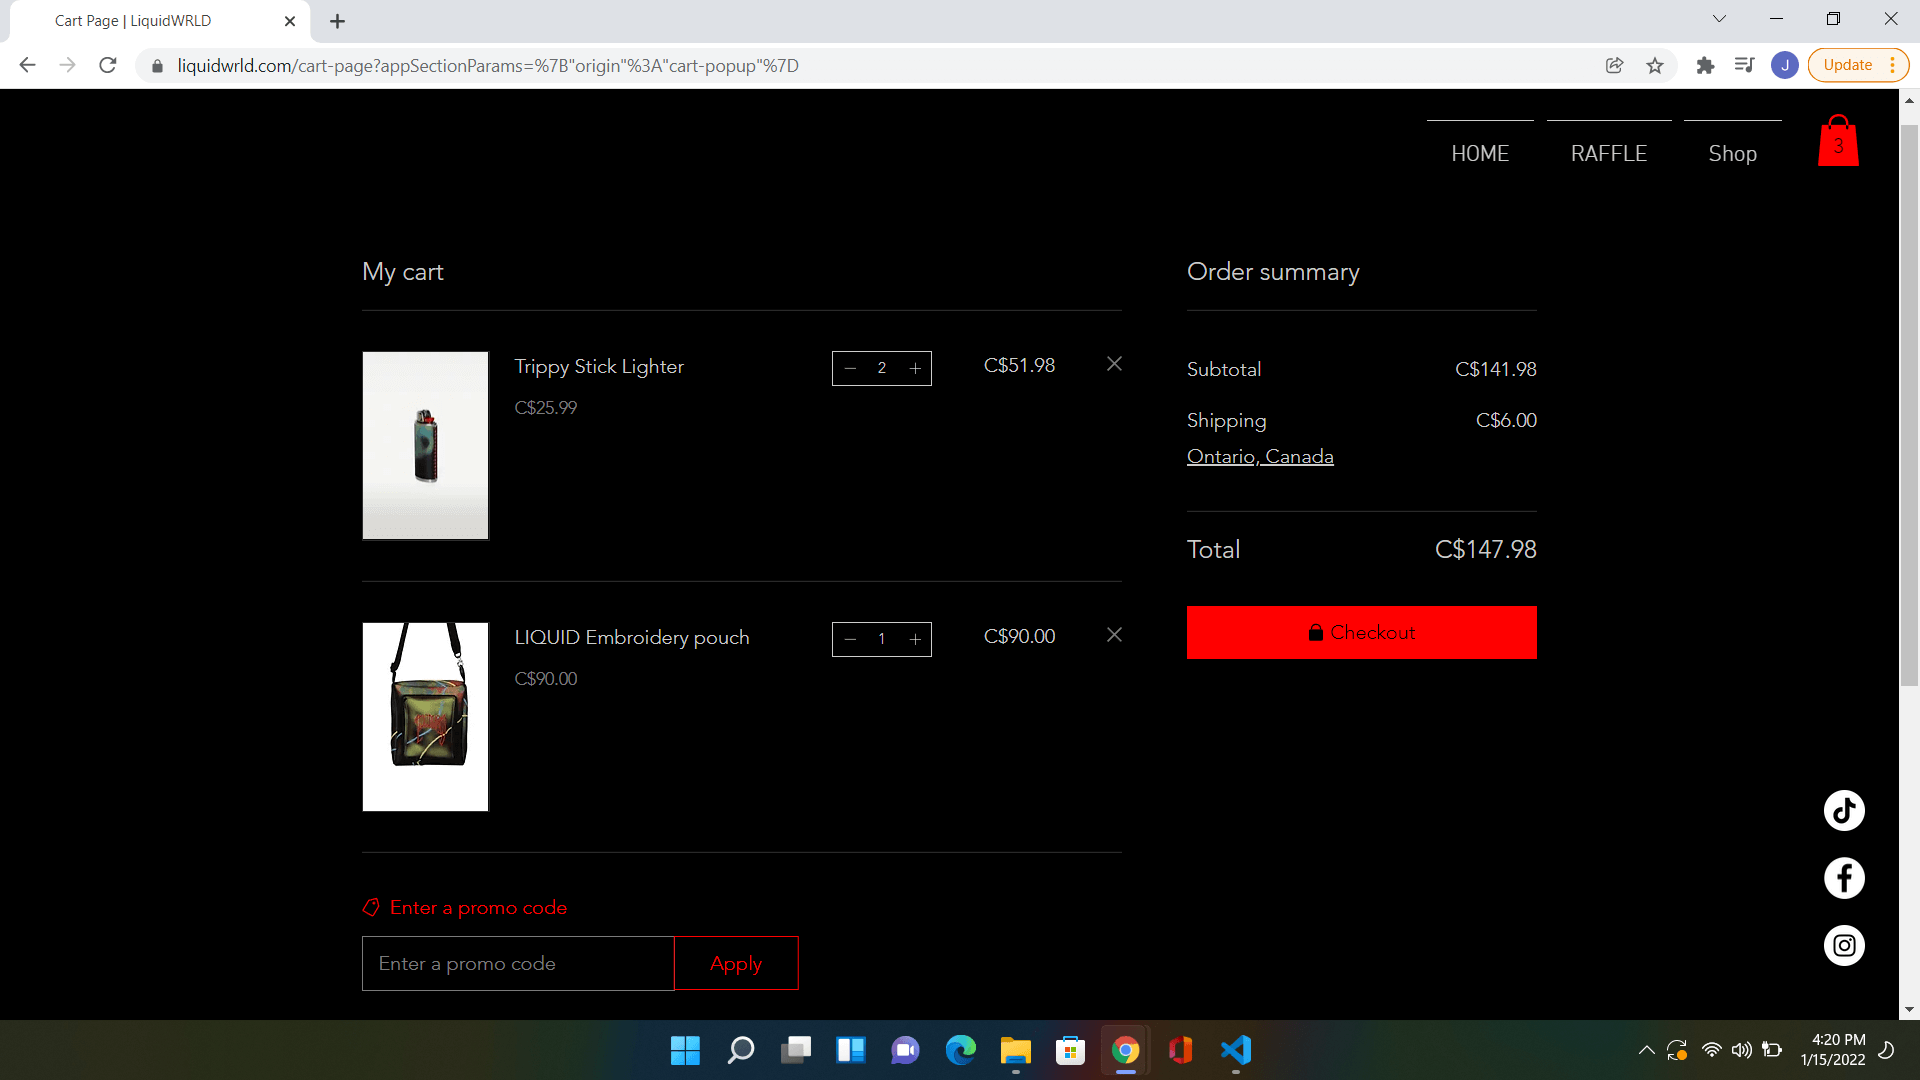 Cart Page | LiquidWRLD
liquidwrld.com/cart-page?appSectionParams=%7B"origin"%3A"cart-popup"%7D
J
Update
HOME
RAFFLE
Shop
3
My cart
Trippy Stick Lighter
C$25.99
2
C$51.98
LIQUID Embroidery pouch
C$90.00
1
C$90.00
Enter a promo code
Enter a promo code
Apply
Order summary
Subtotal
C$141.98
Shipping
C$6.00
Ontario, Canada
Total
C$147.98
Checkout
4:20 PM
1/15/2022